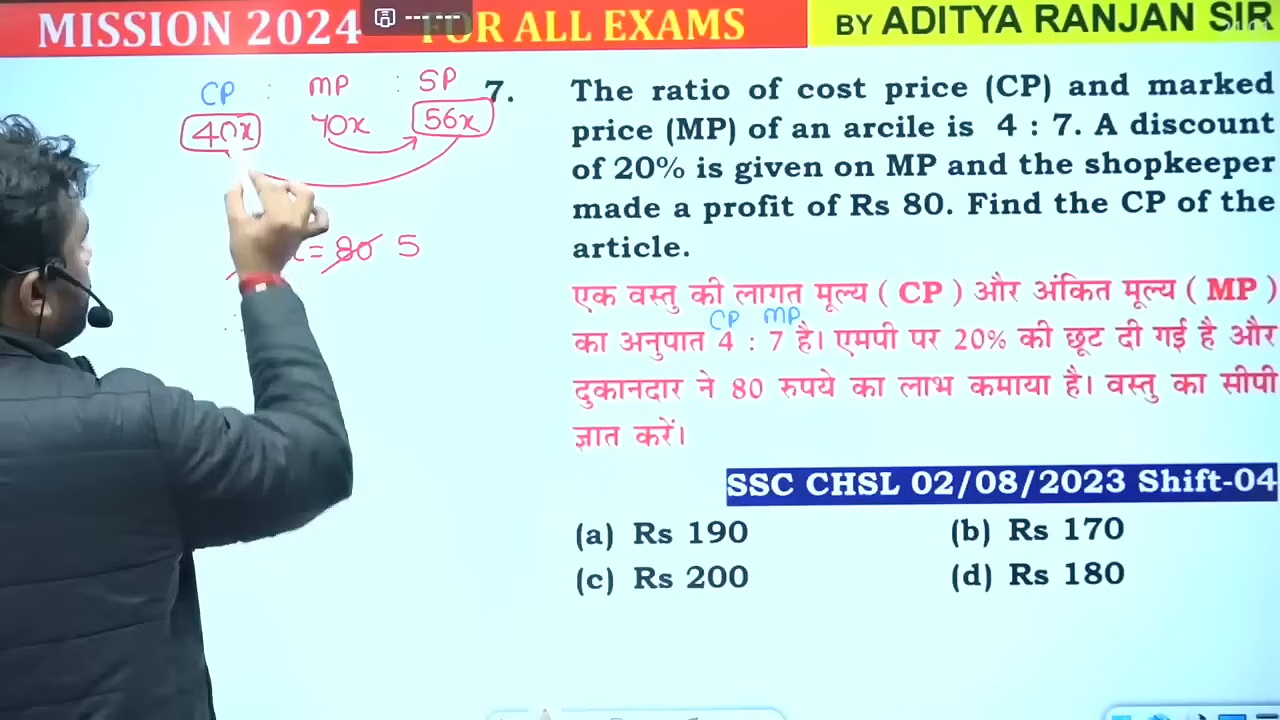 MISSION 2024 FOR ALL EXAMS
BY ADITYA RANJAN SIR
CP : MP : SP
40x 70x 56x
x = 80 5
7. The ratio of cost price (CP) and marked
price (MP) of an arcile is 4 : 7. A discount
of 20% is given on MP and the shopkeeper
made a profit of Rs 80. Find the CP of the
article.
एक वस्तु की लागत मूल्य ( CP ) और अंकित मूल्य ( MP )
CP MP
का अनुपात 4 : 7 है। एमपी पर 20% की छूट दी गई है और
दुकानदार ने 80 रुपये का लाभ कमाया है। वस्तु का सीपी
ज्ञात करें।
SSC CHSL 02/08/2023 Shift-04
(a) Rs 190 (b) Rs 170
(c) Rs 200 (d) Rs 180